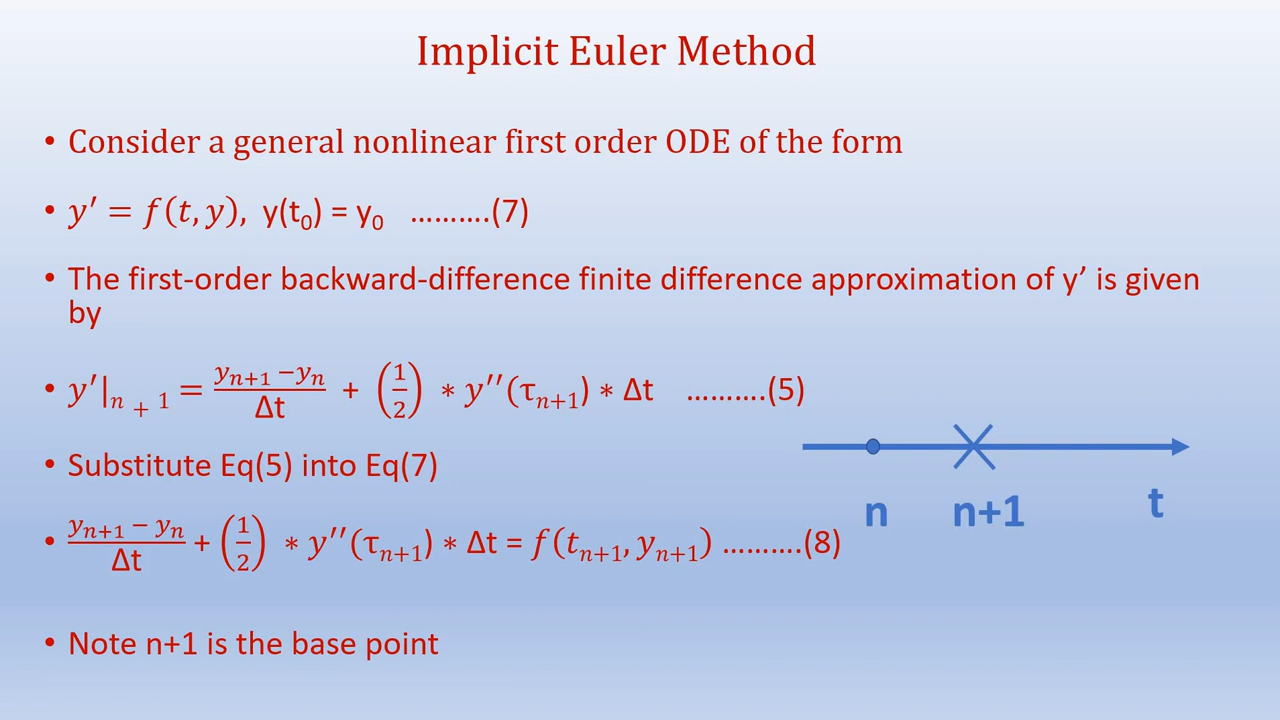 Implicit Euler Method
• Consider a general nonlinear first order ODE of the form
• y′ = f(t, y), y(t₀) = y₀ ……….(7)
• The first-order backward-difference finite difference approximation of y’ is given
by
• y′|ₙ ₊ ₁ = (yₙ₊₁ − yₙ)/Δt + (1/2) ∗ y′′(τₙ₊₁) ∗ Δt ……….(5)
• Substitute Eq(5) into Eq(7)
• (yₙ₊₁ − yₙ)/Δt + (1/2) ∗ y′′(τₙ₊₁) ∗ Δt = f(tₙ₊₁, yₙ₊₁) ……….(8)
n n+1 t
• Note n+1 is the base point